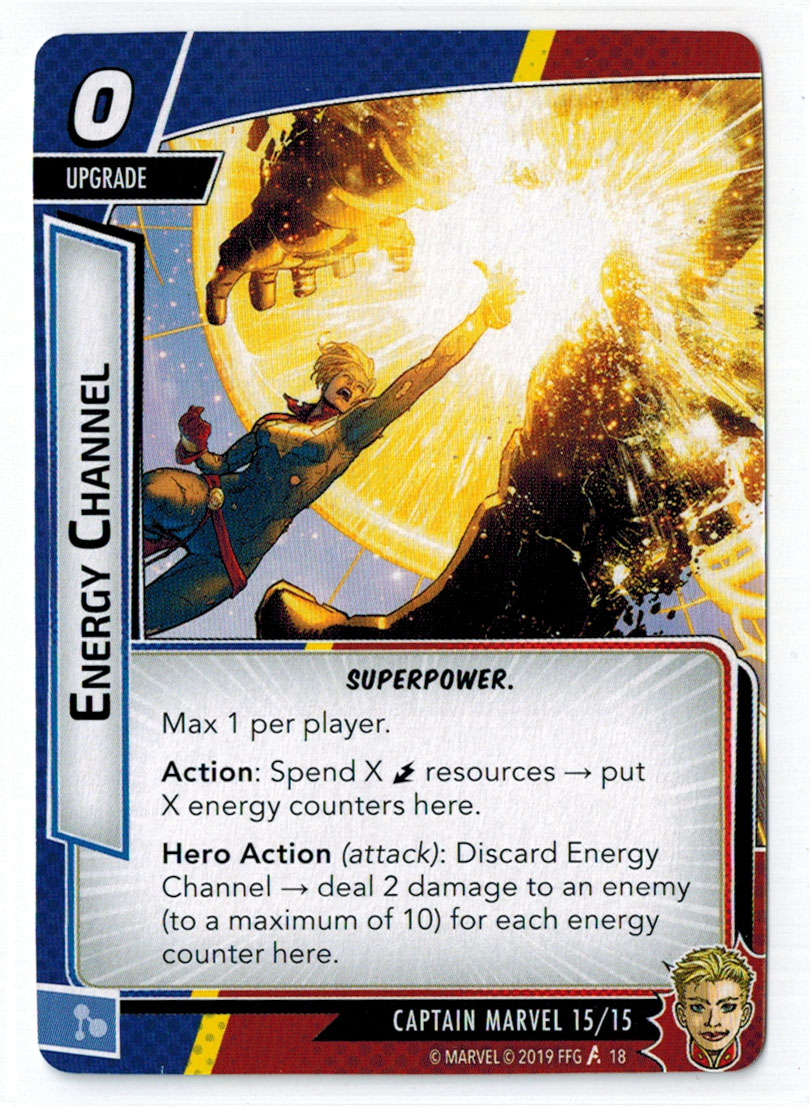 0
UPGRADE
ENERGY CHANNEL
SUPERPOWER.
Max 1 per player.
Action: Spend X resources → put
X energy counters here.
Hero Action (attack): Discard Energy
Channel → deal 2 damage to an enemy
(to a maximum of 10) for each energy
counter here.
CAPTAIN MARVEL 15/15
© MARVEL © 2019 FFG 18